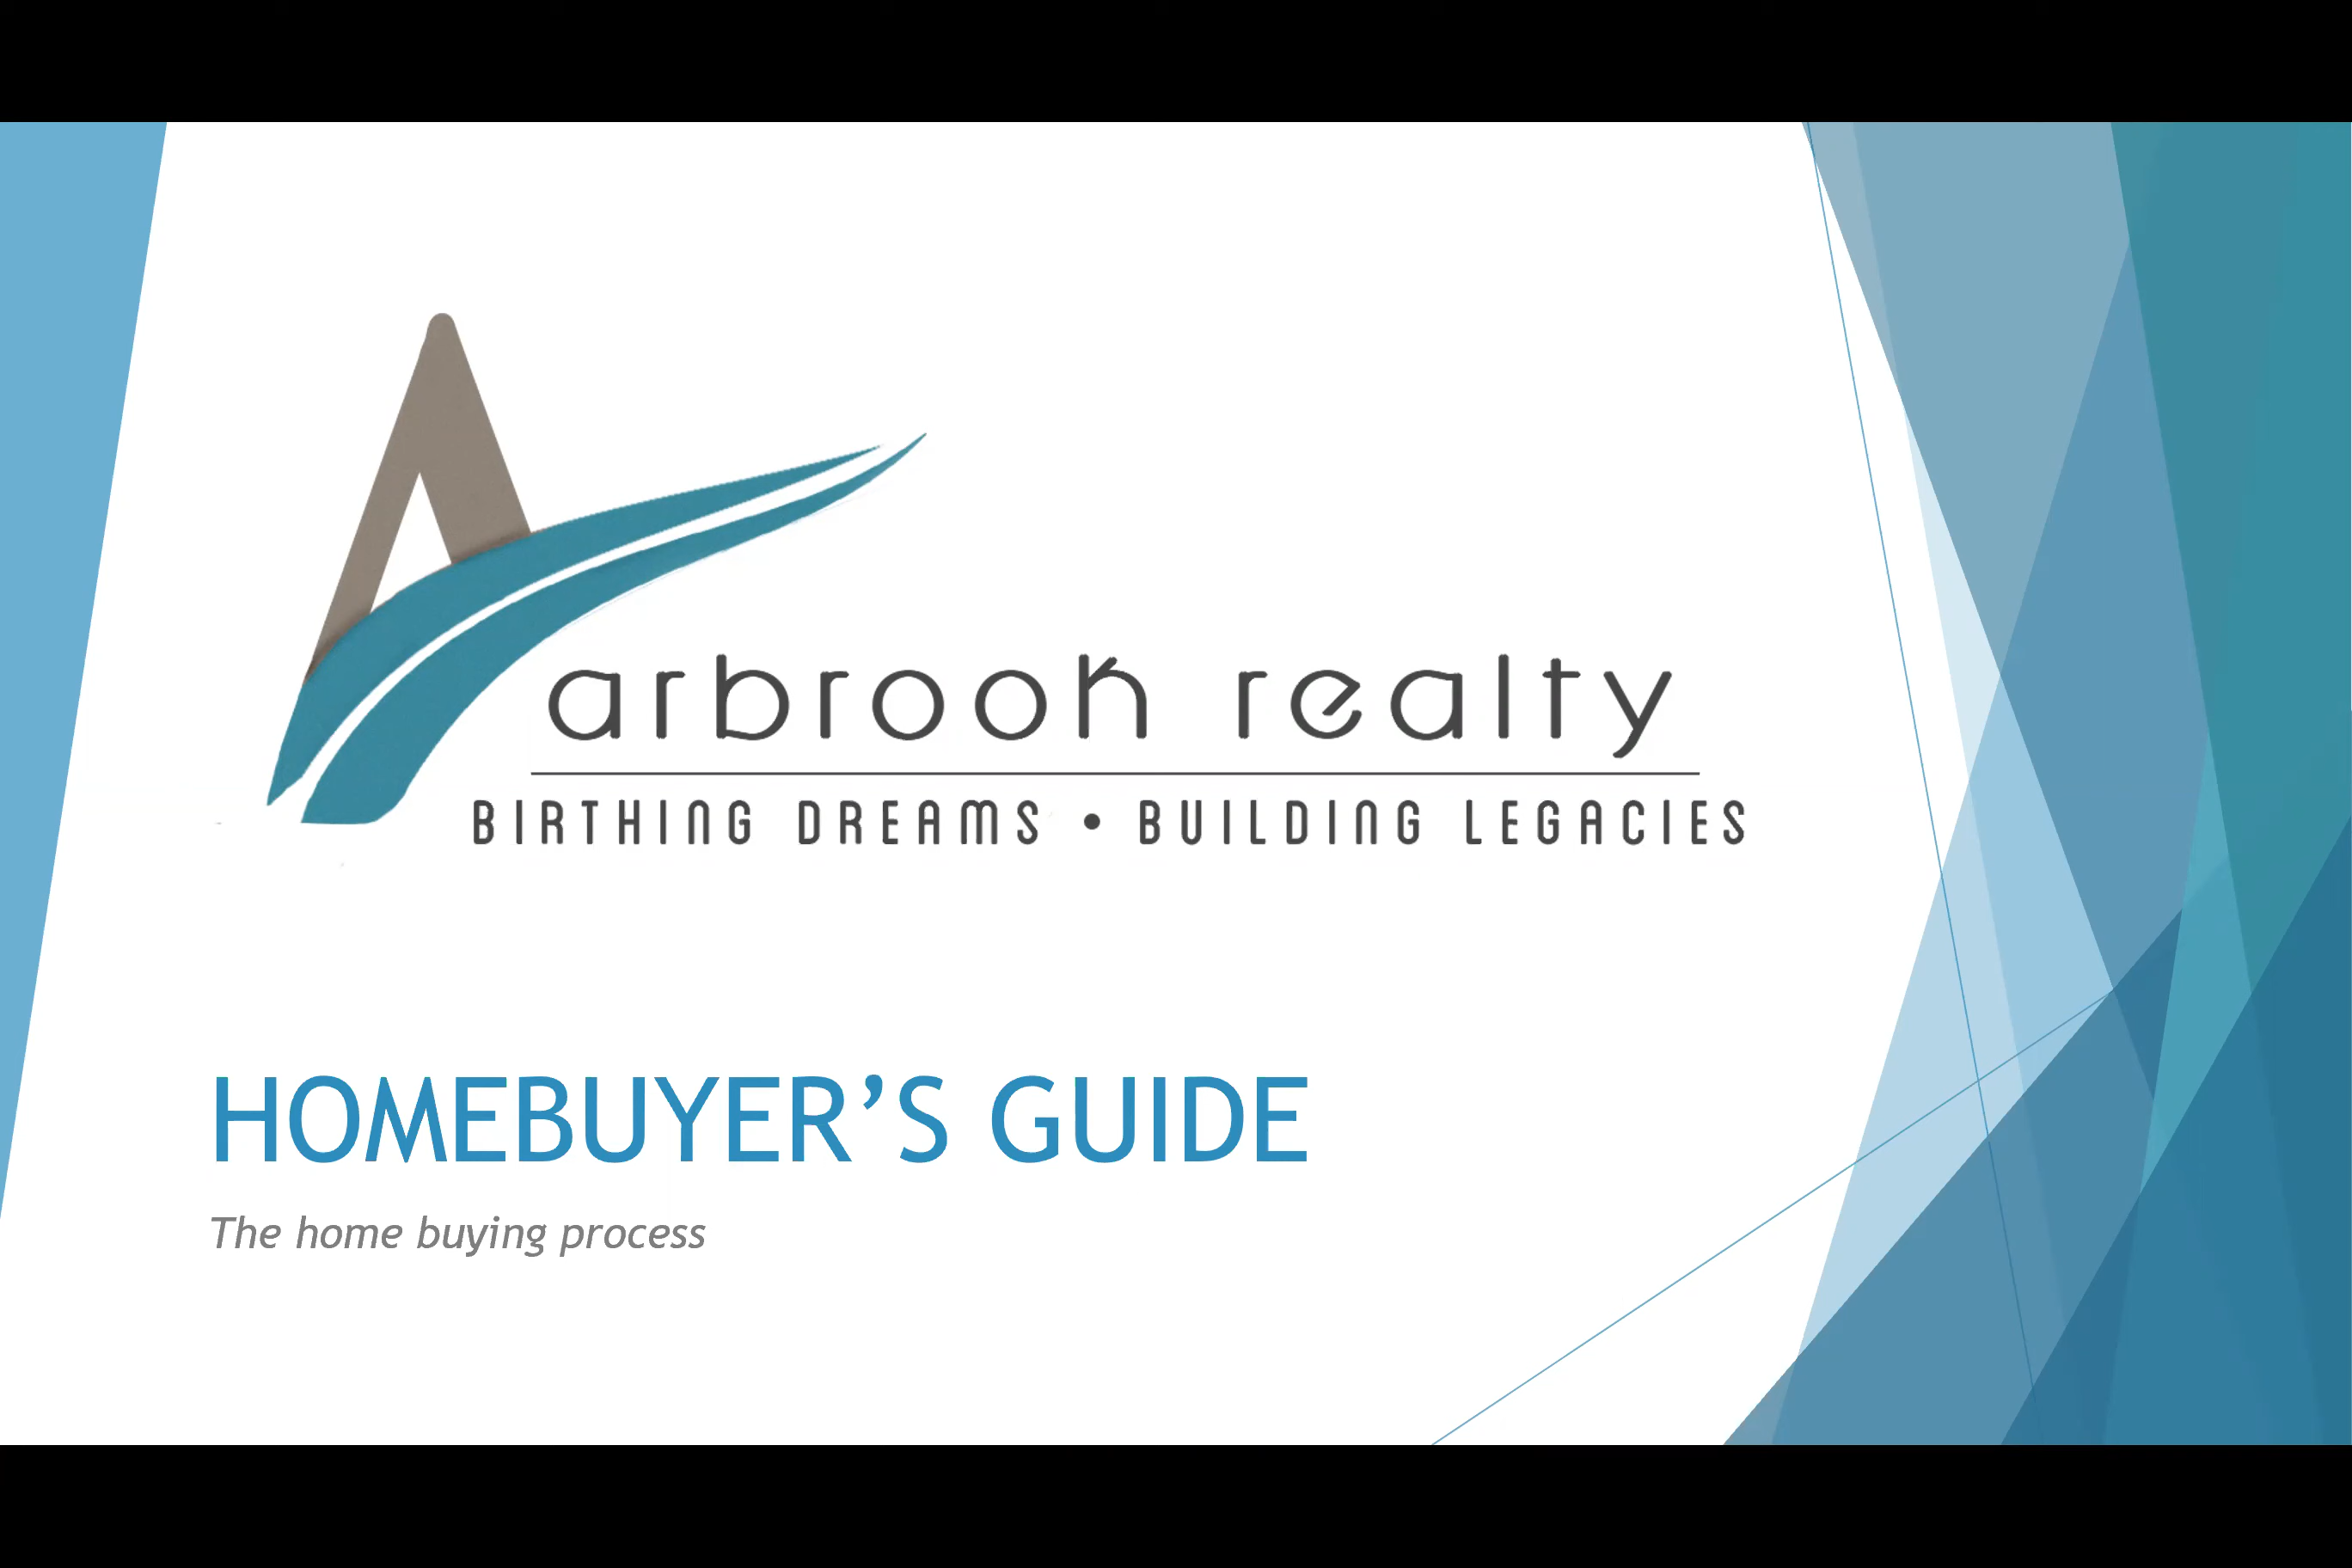 arbrook realty
BIRTHING DREAMS • BUILDING LEGACIES
HOMEBUYER’S GUIDE
The home buying process